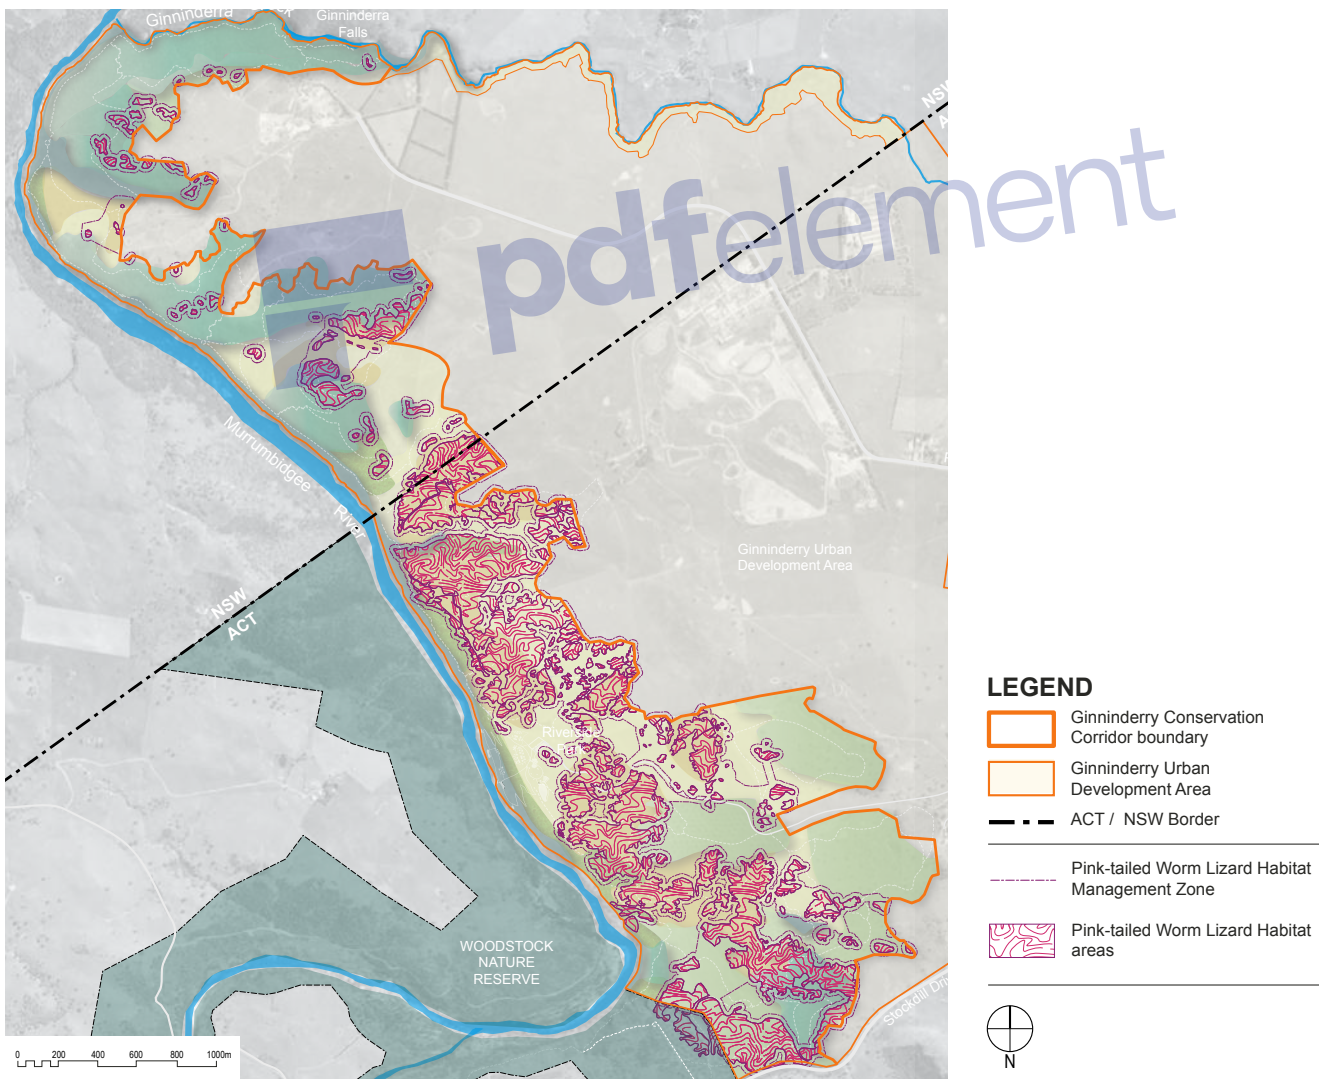 Ginninderra
Ginninderra
Falls
NSW
pdfelement
Murrumbidgee
River
NSW
ACT
Ginninderry Urban
Development Area
WOODSTOCK
NATURE
RESERVE
Stockdill
0 200 400 600 800 1000m
LEGEND
Ginninderry Conservation
Corridor boundary
Ginninderry Urban
Development Area
ACT / NSW Border
Pink-tailed Worm Lizard Habitat
Management Zone
Pink-tailed Worm Lizard Habitat
areas
N